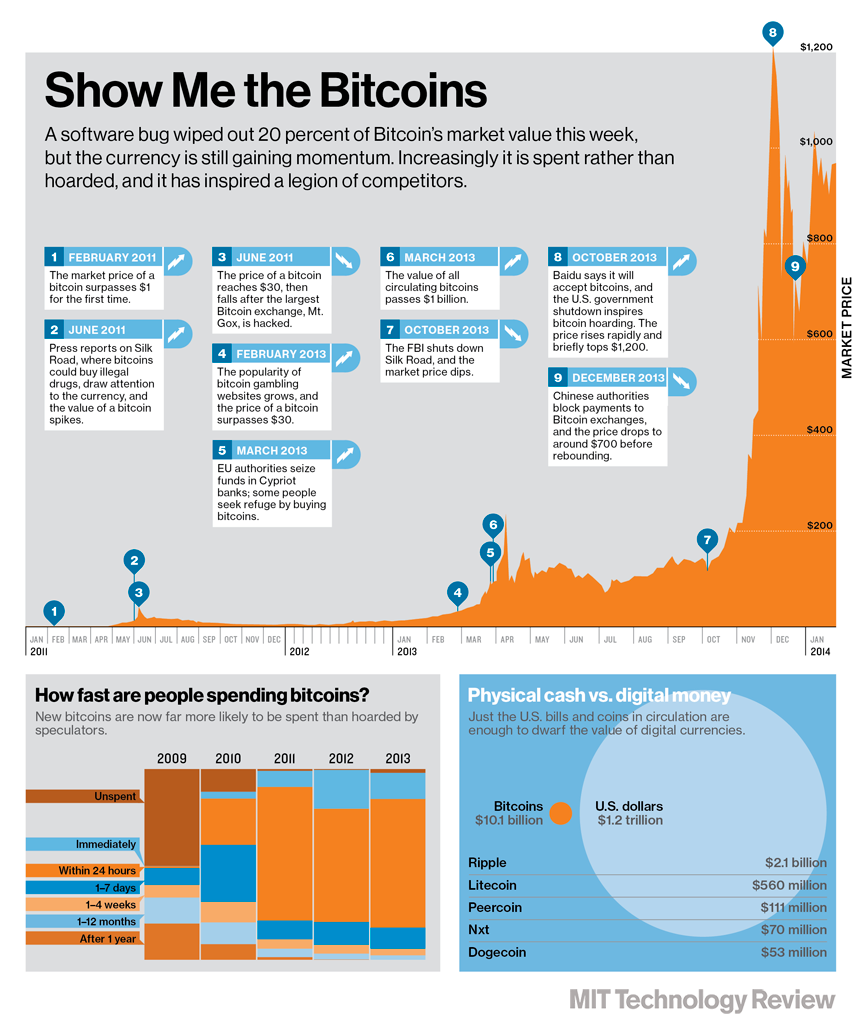 Show Me the Bitcoins
A software bug wiped out 20 percent of Bitcoin's market value this week,
but the currency is still gaining momentum. Increasingly it is spent rather than
hoarded, and it has inspired a legion of competitors.
1 FEBRUARY 2011
The market price of a
bitcoin surpasses $1
for the first time.
2 JUNE 2011
Press reports on Silk
Road, where bitcoins
could buy illegal
drugs, draw attention
to the currency, and
the value of a bitcoin
spikes.
3 JUNE 2011
The price of a bitcoin
reaches $30, then
falls after the largest
Bitcoin exchange, Mt.
Gox, is hacked.
4 FEBRUARY 2013
The popularity of
bitcoin gambling
websites grows, and
the price of a bitcoin
surpasses $30.
5 MARCH 2013
EU authorities seize
funds in Cypriot
banks; some people
seek refuge by buying
bitcoins.
6 MARCH 2013
The value of all
circulating bitcoins
passes $1 billion.
7 OCTOBER 2013
The FBI shuts down
Silk Road, and the
market price dips.
8 OCTOBER 2013
Baidu says it will
accept bitcoins, and
the U.S. government
shutdown inspires
bitcoin hoarding. The
price rises rapidly and
briefly tops $1,200.
9 DECEMBER 2013
Chinese authorities
block payments to
Bitcoin exchanges,
and the price drops to
around $700 before
rebounding.
8
$1,200
$1,000
$800
9
MARKET PRICE
$600
$400
$200
6
7
5
2
4
3
1
JAN FEB MAR APR MAY JUN JUL AUG SEP OCT NOV DEC JAN FEB MAR APR MAY JUN JUL AUG SEP OCT NOV DEC JAN
2011 2012 2013 2014
How fast are people spending bitcoins?
New bitcoins are now far more likely to be spent than hoarded by
speculators.
2009 2010 2011 2012 2013
Unspent
Immediately
Within 24 hours
1–7 days
1–4 weeks
1–12 months
After 1 year
Physical cash vs. digital money
Just the U.S. bills and coins in circulation are
enough to dwarf the value of digital currencies.
Bitcoins
$10.1 billion
U.S. dollars
$1.2 trillion
Ripple $2.1 billion
Litecoin $560 million
Peercoin $111 million
Nxt $70 million
Dogecoin $53 million
MIT Technology Review